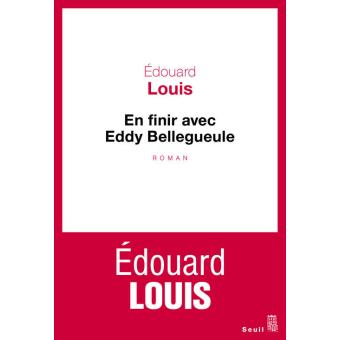 Édouard
Louis
En finir avec
Eddy Bellegueule
ROMAN
Édouard
LOUIS
Seuil